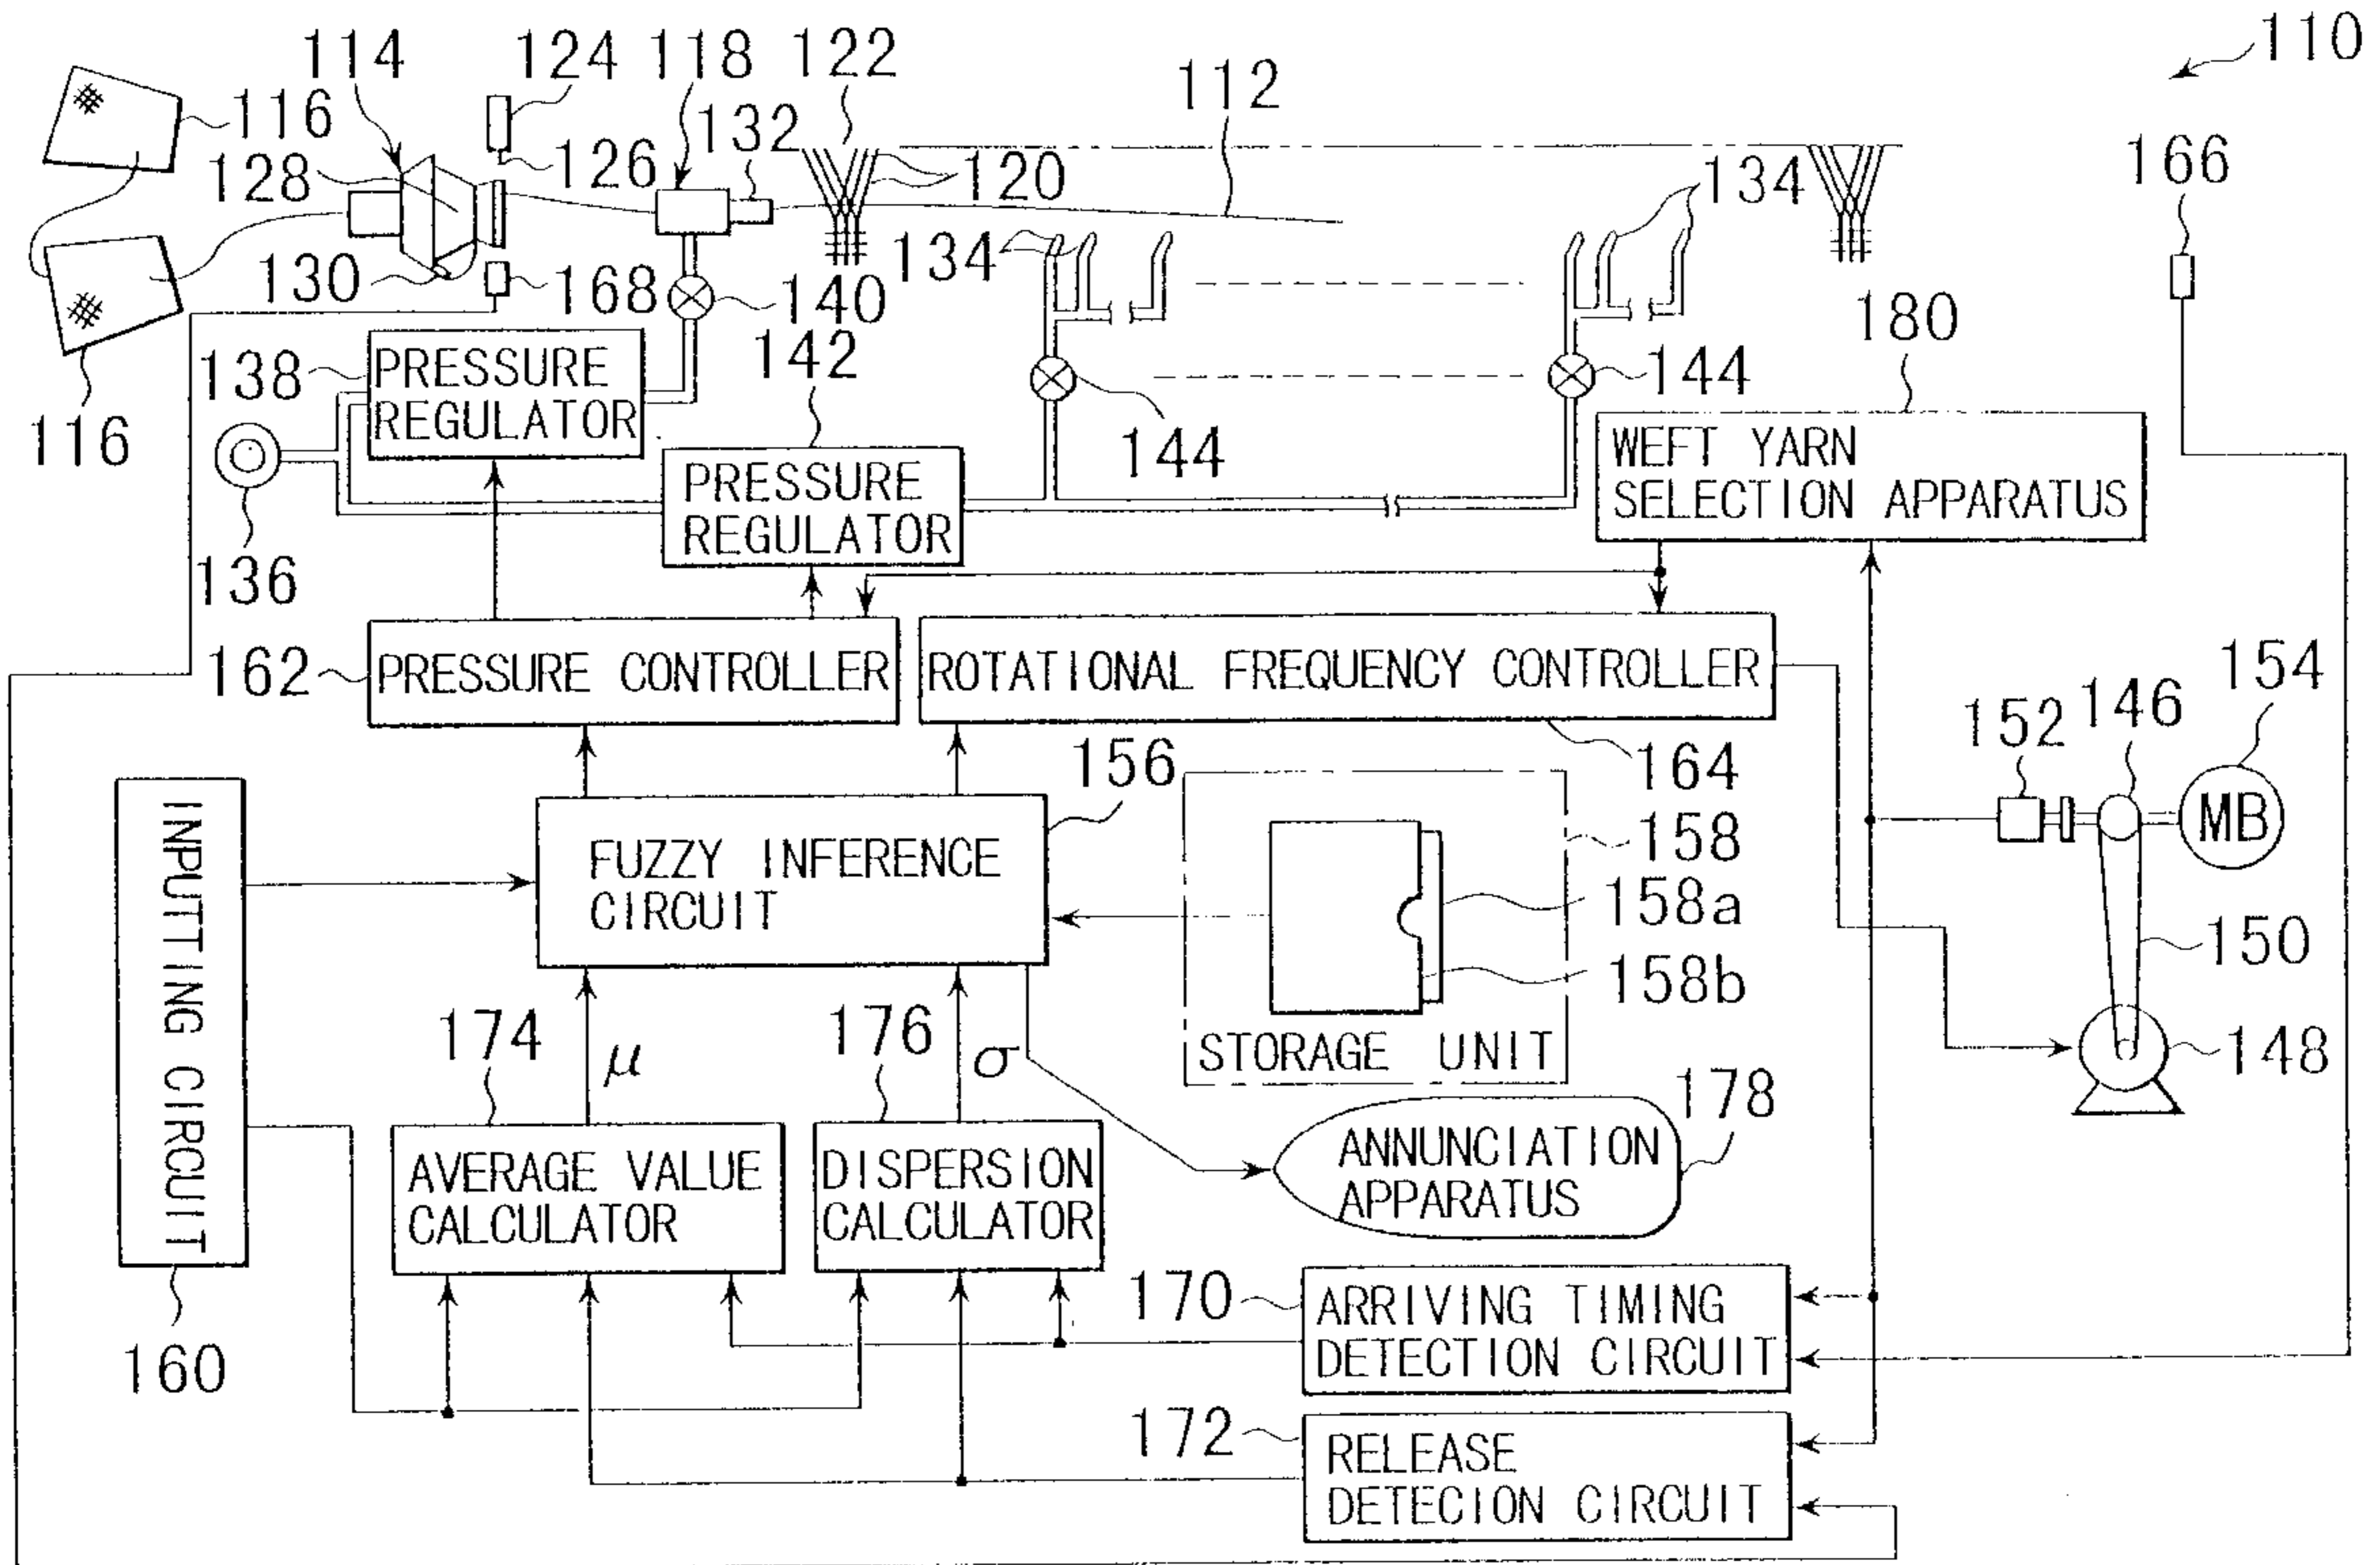 110
114
124
118
122
112
116
132
166
128
126
120
134
134
130
168
140
180
138
PRESSURE
REGULATOR
142
144
116
144
WEFT YARN
SELECTION APPARATUS
PRESSURE
REGULATOR
136
162
PRESSURE CONTROLLER
ROTATIONAL FREQUENCY CONTROLLER
154
152
146
156
164
MB
INPUTTING CIRCUIT
FUZZY INFERENCE
CIRCUIT
158
158a
158b
150
174
μ
176
σ
STORAGE UNIT
148
178
AVERAGE VALUE
CALCULATOR
DISPERSION
CALCULATOR
ANNUNCIATION
APPARATUS
170
ARRIVING TIMING
DETECTION CIRCUIT
160
172
RELEASE
DETECION CIRCUIT